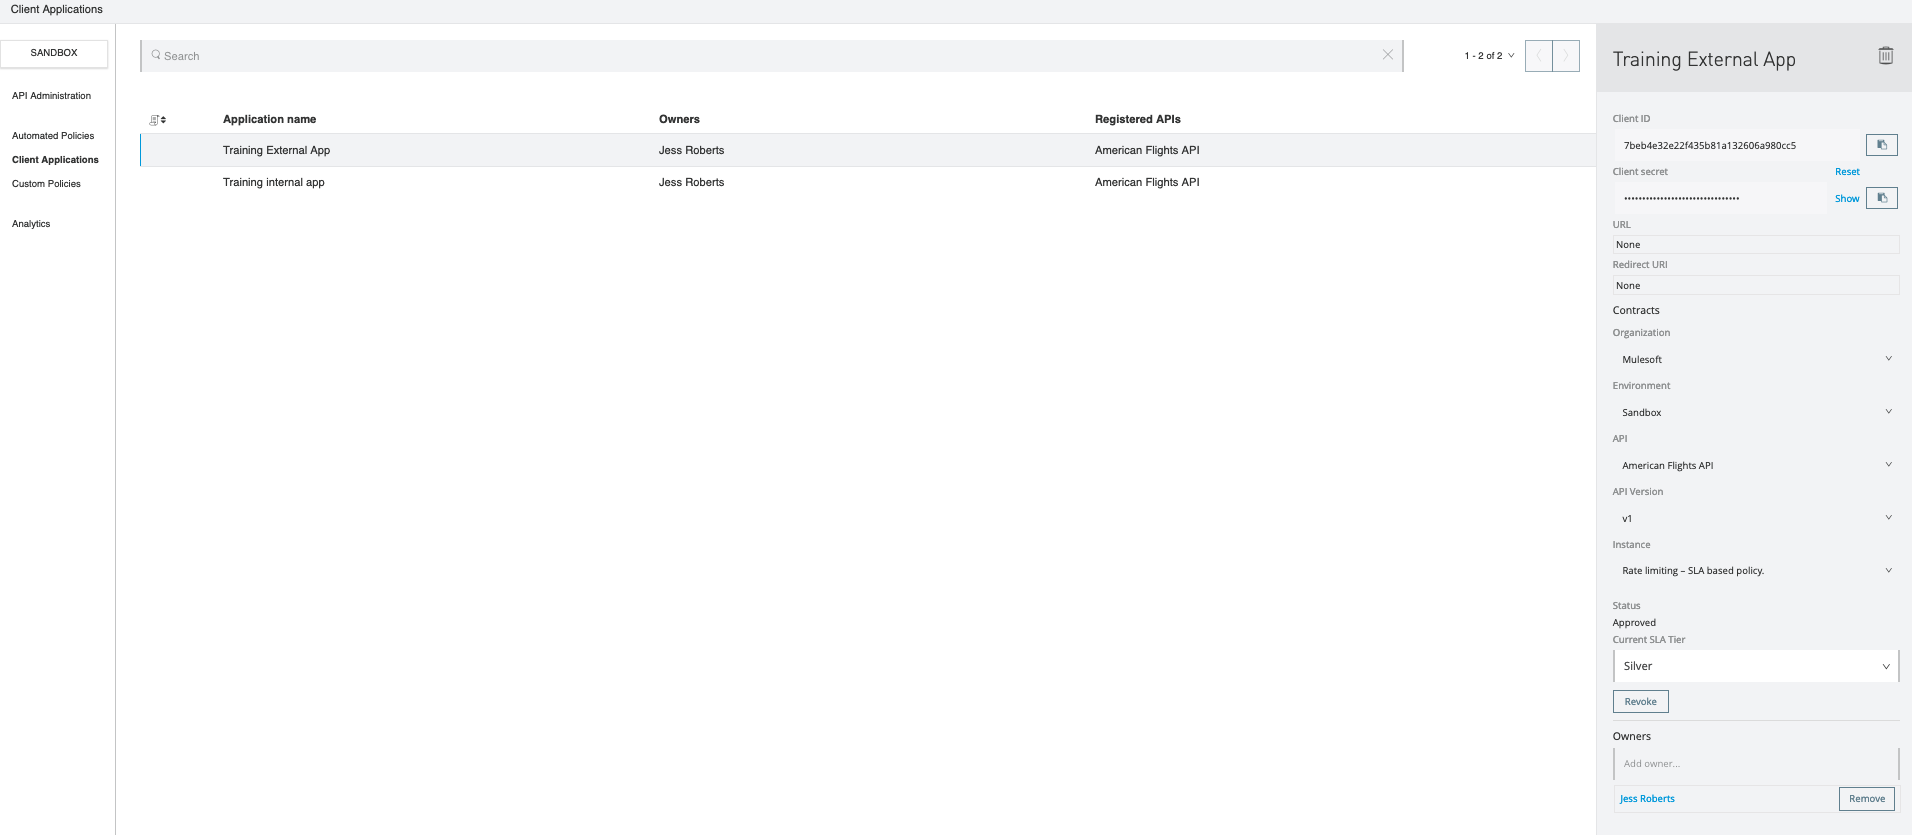 Client Applications
SANDBOX
API Administration
Automated Policies
Client Applications
Custom Policies
Analytics
Search
1 - 2 of 2
Application name Owners Registered APIs
Training External App Jess Roberts American Flights API
Training internal app Jess Roberts American Flights API
Training External App
Client ID
7beb4e32e22f435b81a132606a980cc5
Client secret Reset
•••••••••••••••••••••••••••••••• Show
URL
None
Redirect URI
None
Contracts
Organization
Mulesoft
Environment
Sandbox
API
American Flights API
API Version
v1
Instance
Rate limiting – SLA based policy.
Status
Approved
Current SLA Tier
Silver
Revoke
Owners
Add owner...
Jess Roberts Remove